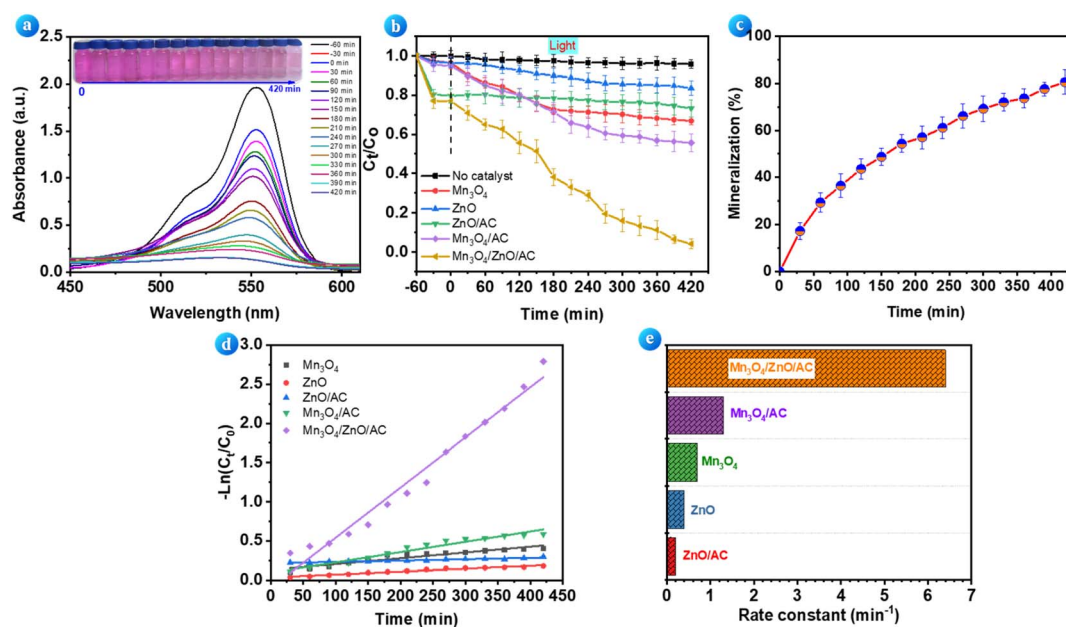 a
2.5
2.0
1.5
1.0
0.5
0.0
450
500
550
600
Absorbance (a.u.)
Wavelength (nm)
0
420 min
-60 min
-30 min
0 min
30 min
60 min
90 min
120 min
150 min
180 min
210 min
240 min
270 min
300 min
330 min
360 min
390 min
420 min
b
Light
1.0
0.8
0.6
0.4
0.2
0.0
-60
0
60
120
180
240
300
360
420
Ct/Co
Time (min)
No catalyst
Mn₃O₄
ZnO
ZnO/AC
Mn₃O₄/AC
Mn₃O₄/ZnO/AC
c
100
80
60
40
20
0
0
50
100
150
200
250
300
350
400
Mineralization (%)
Time (min)
d
3.0
2.5
2.0
1.5
1.0
0.5
0.0
0
50
100
150
200
250
300
350
400
450
-Ln(Cₜ/C₀)
Time (min)
Mn₃O₄
ZnO
ZnO/AC
Mn₃O₄/AC
Mn₃O₄/ZnO/AC
e
Mn₃O₄/ZnO/AC
Mn₃O₄/AC
Mn₃O₄
ZnO
ZnO/AC
0
1
2
3
4
5
6
7
Rate constant (min⁻¹)